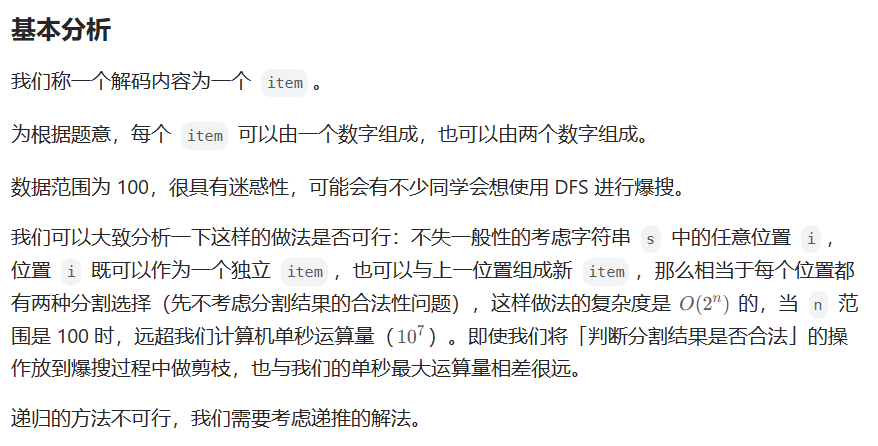 基本分析
我们称一个解码内容为一个 item 。
为根据题意，每个 item 可以由一个数字组成，也可以由两个数字组成。
数据范围为 100，很具有迷惑性，可能会有不少同学会想使用 DFS 进行爆搜。
我们可以大致分析一下这样的做法是否可行：不失一般性的考虑字符串 s 中的任意位置 i ，
位置 i 既可以作为一个独立 item ，也可以与上一位置组成新 item ，那么相当于每个位置都
有两种分割选择（先不考虑分割结果的合法性问题），这样做法的复杂度是 O(2^n) 的，当 n 范
围是 100 时，远超我们计算机单秒运算量（10^7）。即使我们将「判断分割结果是否合法」的操
作放到爆搜过程中做剪枝，也与我们的单秒最大运算量相差很远。
递归的方法不可行，我们需要考虑递推的解法。